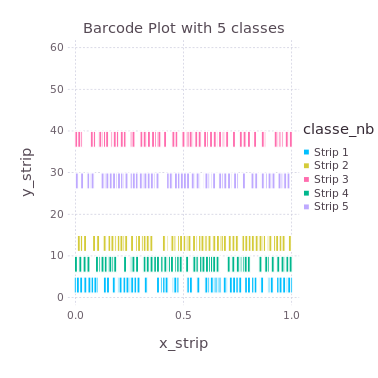 Barcode Plot with 5 classes
60
50
40
30
20
10
0
y_strip
0.0
0.5
1.0
x_strip
classe_nb
Strip 1
Strip 2
Strip 3
Strip 4
Strip 5